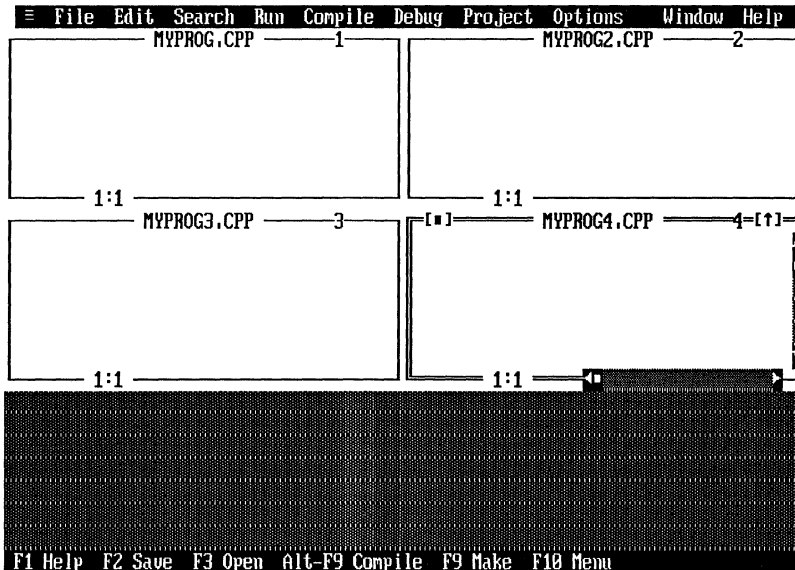 ≡ File Edit Search Run Compile Debug Project Options Window Help
MYPROG.CPP 1
MYPROG2.CPP 2
1:1
1:1
MYPROG3.CPP 3
[■] MYPROG4.CPP 4=[↑]
1:1
1:1
F1 Help F2 Save F3 Open Alt-F9 Compile F9 Make F10 Menu